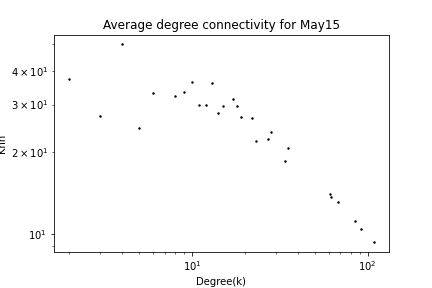 Average degree connectivity for May15
Knn
4 × 10¹
3 × 10¹
2 × 10¹
10¹
10¹ 10²
Degree(k)